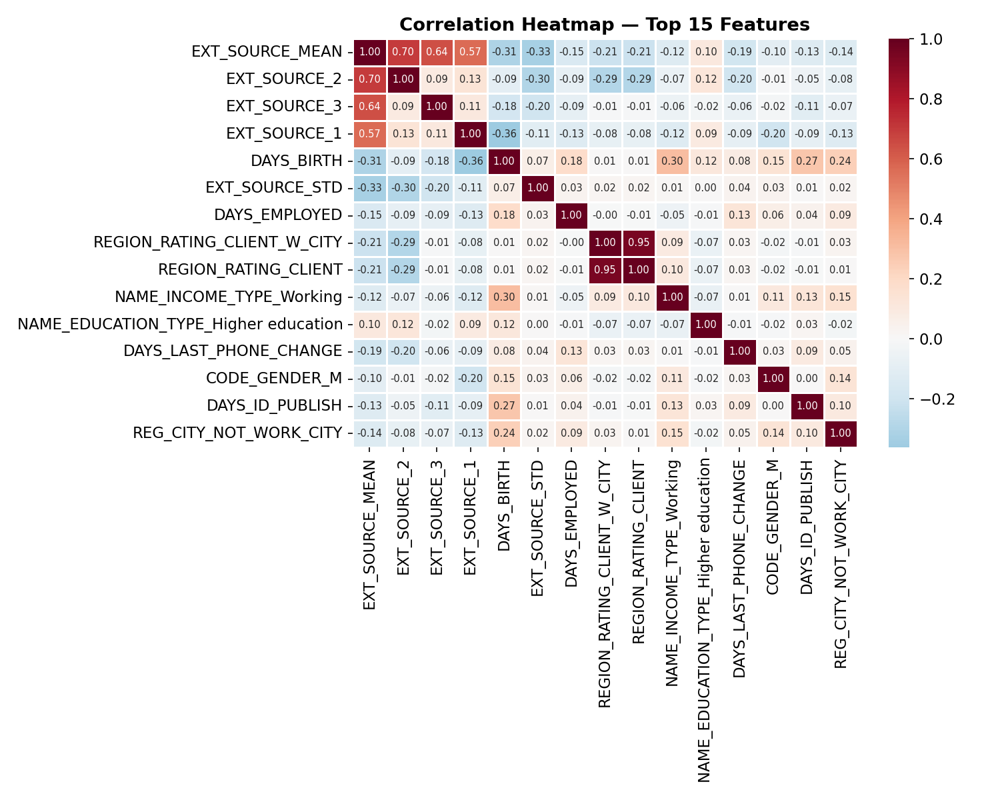 Correlation Heatmap — Top 15 Features
EXT_SOURCE_MEAN 1.00 0.70 0.64 0.57 -0.31 -0.33 -0.15 -0.21 -0.21 -0.12 0.10 -0.19 -0.10 -0.13 -0.14
EXT_SOURCE_2 0.70 1.00 0.09 0.13 -0.09 -0.30 -0.09 -0.29 -0.29 -0.07 0.12 -0.20 -0.01 -0.05 -0.08
EXT_SOURCE_3 0.64 0.09 1.00 0.11 -0.18 -0.20 -0.09 -0.01 -0.01 -0.06 -0.02 -0.06 -0.02 -0.11 -0.07
EXT_SOURCE_1 0.57 0.13 0.11 1.00 -0.36 -0.11 -0.13 -0.08 -0.08 -0.12 0.09 -0.09 -0.20 -0.09 -0.13
DAYS_BIRTH -0.31 -0.09 -0.18 -0.36 1.00 0.07 0.18 0.01 0.01 0.30 0.12 0.08 0.15 0.27 0.24
EXT_SOURCE_STD -0.33 -0.30 -0.20 -0.11 0.07 1.00 0.03 0.02 0.02 0.01 0.00 0.04 0.03 0.01 0.02
DAYS_EMPLOYED -0.15 -0.09 -0.09 -0.13 0.18 0.03 1.00 -0.00 -0.01 -0.05 -0.01 0.13 0.06 0.04 0.09
REGION_RATING_CLIENT_W_CITY -0.21 -0.29 -0.01 -0.08 0.01 0.02 -0.00 1.00 0.95 0.09 -0.07 0.03 -0.02 -0.01 0.03
REGION_RATING_CLIENT -0.21 -0.29 -0.01 -0.08 0.01 0.02 -0.01 0.95 1.00 0.10 -0.07 0.03 -0.02 -0.01 0.01
NAME_INCOME_TYPE_Working -0.12 -0.07 -0.06 -0.12 0.30 0.01 -0.05 0.09 0.10 1.00 -0.07 0.01 0.11 0.13 0.15
NAME_EDUCATION_TYPE_Higher education 0.10 0.12 -0.02 0.09 0.12 0.00 -0.01 -0.07 -0.07 -0.07 1.00 -0.01 -0.02 0.03 -0.02
DAYS_LAST_PHONE_CHANGE -0.19 -0.20 -0.06 -0.09 0.08 0.04 0.13 0.03 0.03 0.01 -0.01 1.00 0.03 0.09 0.05
CODE_GENDER_M -0.10 -0.01 -0.02 -0.20 0.15 0.03 0.06 -0.02 -0.02 0.11 -0.02 0.03 1.00 0.00 0.14
DAYS_ID_PUBLISH -0.13 -0.05 -0.11 -0.09 0.27 0.01 0.04 -0.01 -0.01 0.13 0.03 0.09 0.00 1.00 0.10
REG_CITY_NOT_WORK_CITY -0.14 -0.08 -0.07 -0.13 0.24 0.02 0.09 0.03 0.01 0.15 -0.02 0.05 0.14 0.10 1.00
EXT_SOURCE_MEAN
EXT_SOURCE_2
EXT_SOURCE_3
EXT_SOURCE_1
DAYS_BIRTH
EXT_SOURCE_STD
DAYS_EMPLOYED
REGION_RATING_CLIENT_W_CITY
REGION_RATING_CLIENT
NAME_INCOME_TYPE_Working
NAME_EDUCATION_TYPE_Higher education
DAYS_LAST_PHONE_CHANGE
CODE_GENDER_M
DAYS_ID_PUBLISH
REG_CITY_NOT_WORK_CITY
1.0
0.8
0.6
0.4
0.2
0.0
−0.2